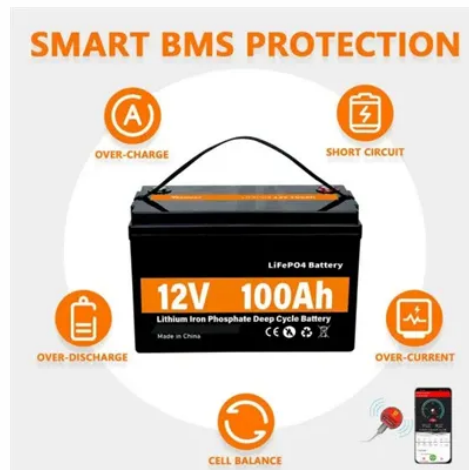 SMART BMS PROTECTION
OVER-CHARGE
SHORT CIRCUIT
LiFePO4 Battery
12V 100Ah
Lithium Iron Phosphate Deep Cycle Battery
Made in China
OVER-DISCHARGE
OVER-CURRENT
CELL BALANCE